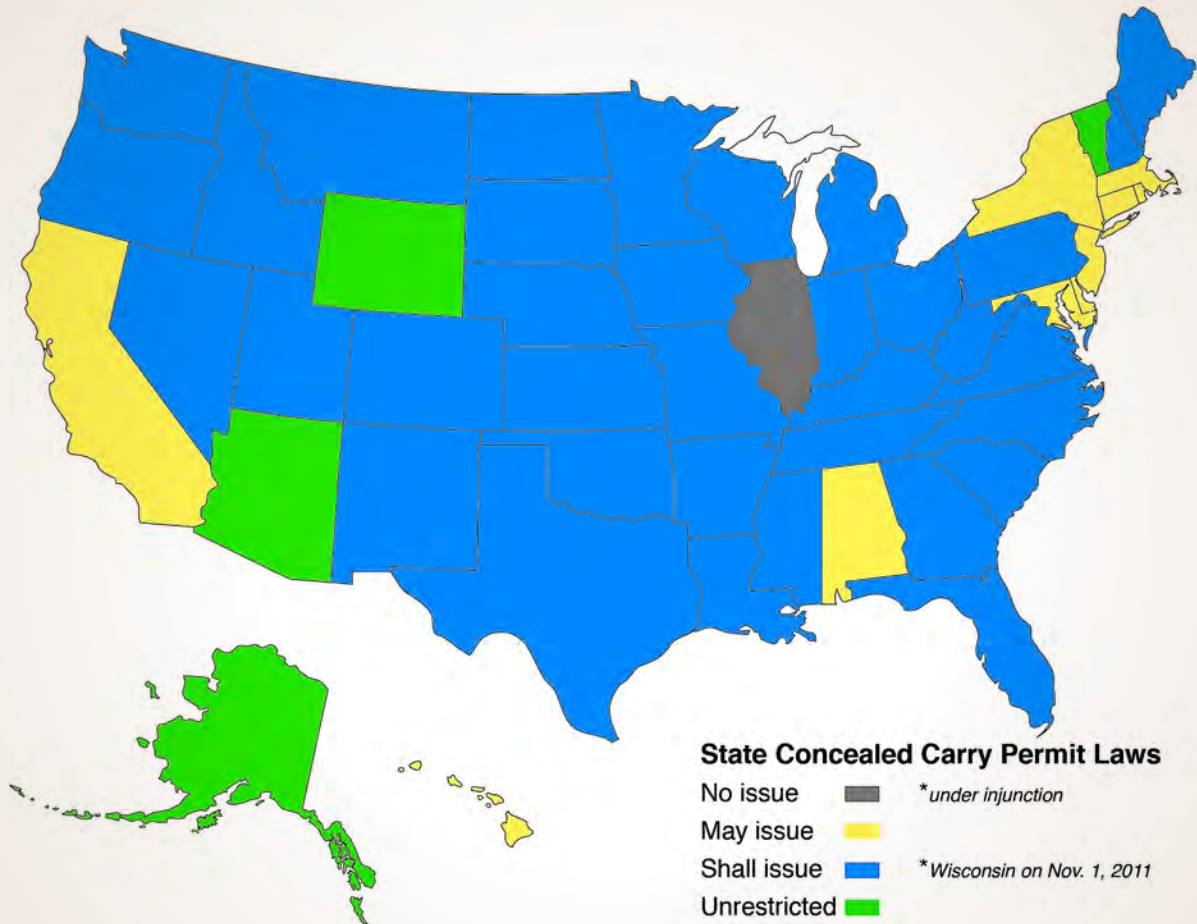 State Concealed Carry Permit Laws
No issue *under injunction
May issue
Shall issue *Wisconsin on Nov. 1, 2011
Unrestricted